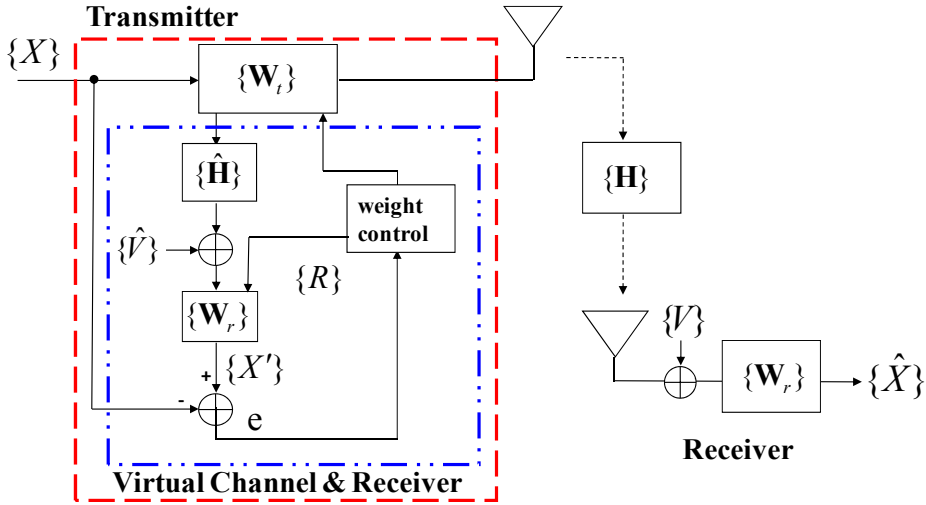 Transmitter
{X}
{W_t}
{Ĥ}
{H}
weight
control
{V̂}
{R}
{W_r}
{V}
{X′}
+
-
e
{W_r}
{X̂}
Receiver
Virtual Channel & Receiver